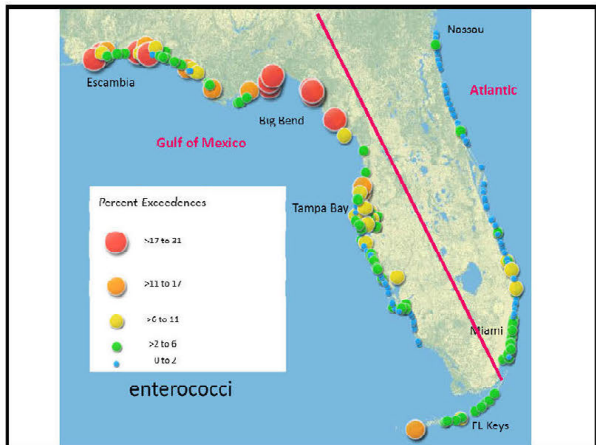 Nassau
Escambia
Atlantic
Big Bend
Gulf of Mexico
Percent Exceedences
Tampa Bay
>17 to 31
>11 to 17
>6 to 11
>2 to 6
0 to 2
Miami
enterococci
FL Keys